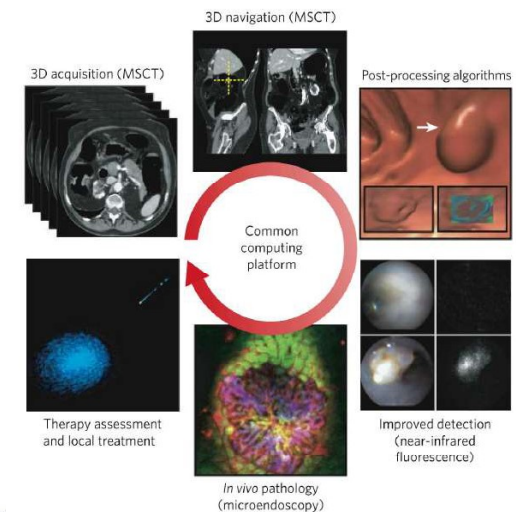 3D navigation (MSCT)
3D acquisition (MSCT)
Post-processing algorithms
Common
computing
platform
Therapy assessment
and local treatment
Improved detection
(near-infrared
fluorescence)
In vivo pathology
(microendoscopy)